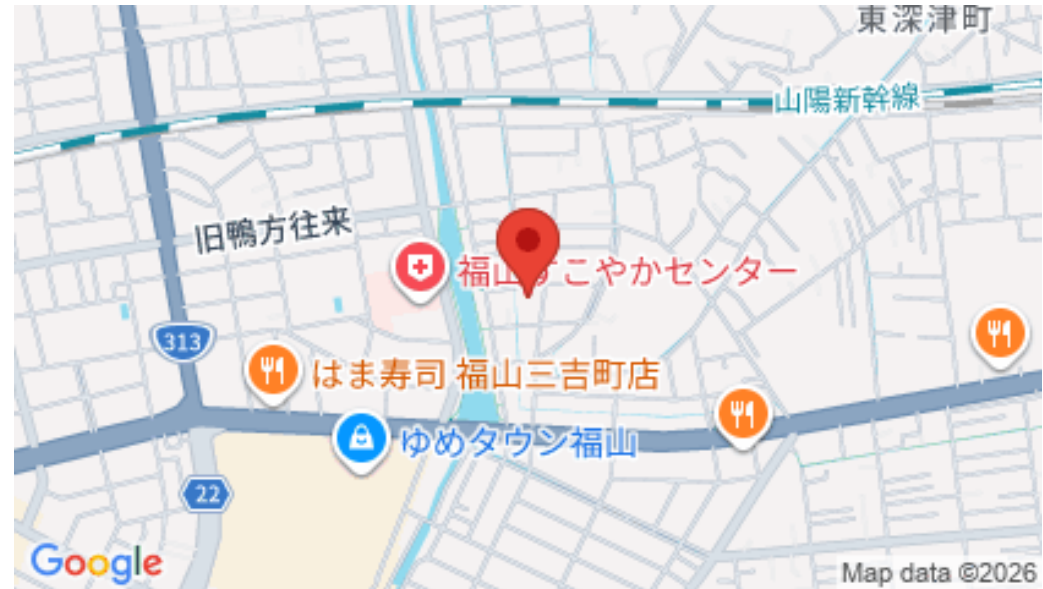 東深津町
山陽新幹線
旧鴨方往来
福山すこやかセンター
313
はま寿司 福山三吉町店
ゆめタウン福山
22
Google
Map data ©2026